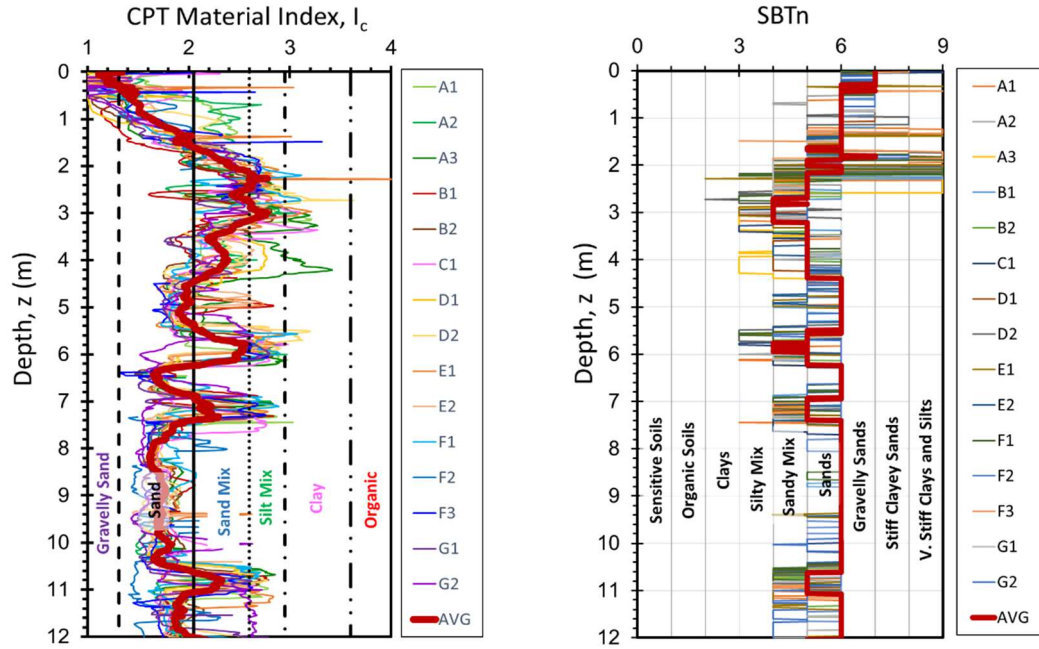 CPT Material Index, Ic
1 2 3 4
0
1
2
3
4
5
6
7
8
9
10
11
12
Depth, z (m)
Gravelly Sand
Sand
Sand Mix
Silt Mix
Clay
Organic
A1
A2
A3
B1
B2
C1
D1
D2
E1
E2
F1
F2
F3
G1
G2
AVG
SBTn
0 3 6 9
0
1
2
3
4
5
6
7
8
9
10
11
12
Depth, z (m)
Sensitive Soils
Organic Soils
Clays
Silty Mix
Sandy Mix
Sands
Gravelly Sands
Stiff Clayey Sands
V. Stiff Clays and Silts
A1
A2
A3
B1
B2
C1
D1
D2
E1
E2
F1
F2
F3
G1
G2
AVG